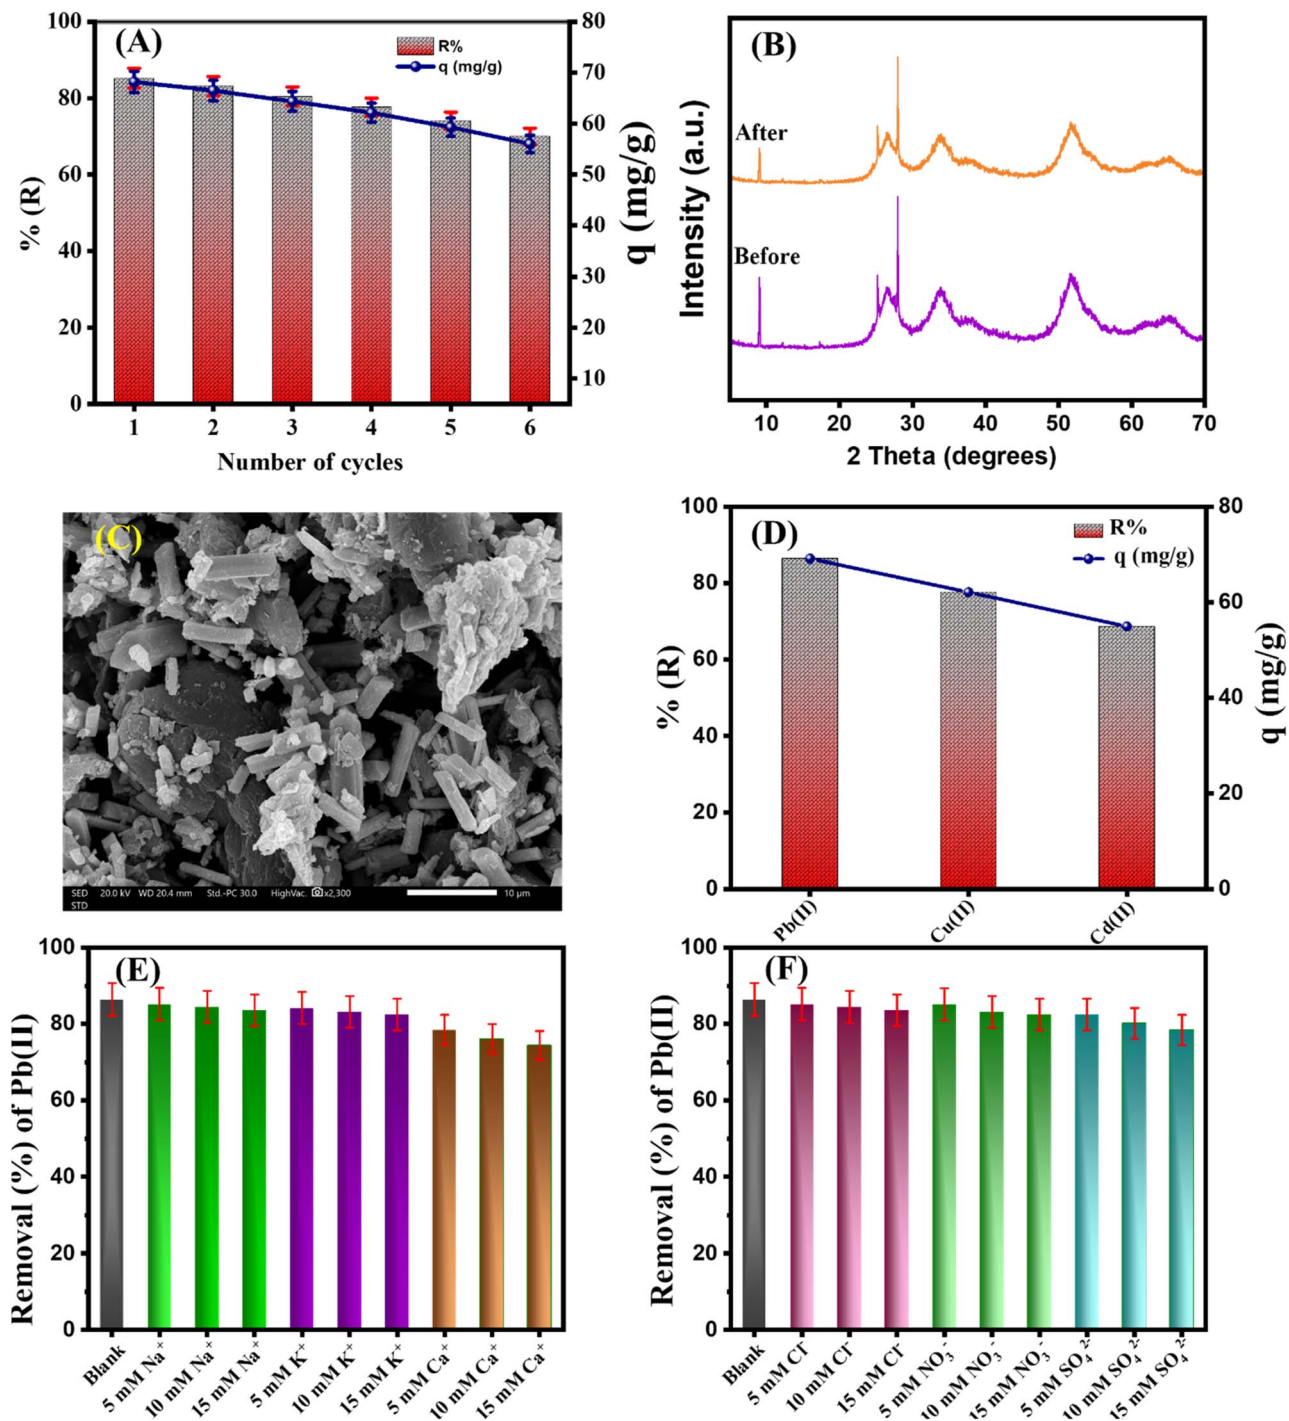 (A)
R%
q (mg/g)
100
80
60
40
20
0
% (R)
80
70
60
50
40
30
20
10
q (mg/g)
1 2 3 4 5 6
Number of cycles
(B)
After
Before
Intensity (a.u.)
10 20 30 40 50 60 70
2 Theta (degrees)
(C)
SED 20.0 kV WD 20.4 mm Std.-PC 30.0 HighVac. x2,300 10 µm
STD
(D)
R%
q (mg/g)
100
80
60
40
20
0
% (R)
80
60
40
20
0
q (mg/g)
Pb(II) Cu(II) Cd(II)
(E)
100
80
60
40
20
0
Removal (%) of Pb(II)
Blank
5 mM Na⁺
10 mM Na⁺
15 mM Na⁺
5 mM K⁺
10 mM K⁺
15 mM K⁺
5 mM Ca⁺
10 mM Ca⁺
15 mM Ca⁺
(F)
100
80
60
40
20
0
Removal (%) of Pb(II)
Blank
5 mM Cl⁻
10 mM Cl⁻
15 mM Cl⁻
5 mM NO₃⁻
10 mM NO₃⁻
15 mM NO₃⁻
5 mM SO₄²⁻
10 mM SO₄²⁻
15 mM SO₄²⁻